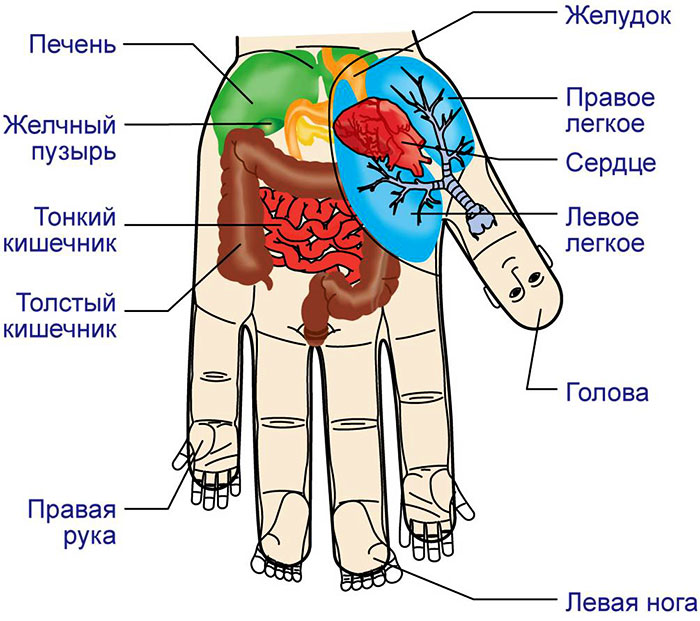 Печень
Желчный
пузырь
Тонкий
кишечник
Толстый
кишечник
Правая
рука
Желудок
Правое
легкое
Сердце
Левое
легкое
Голова
Левая нога